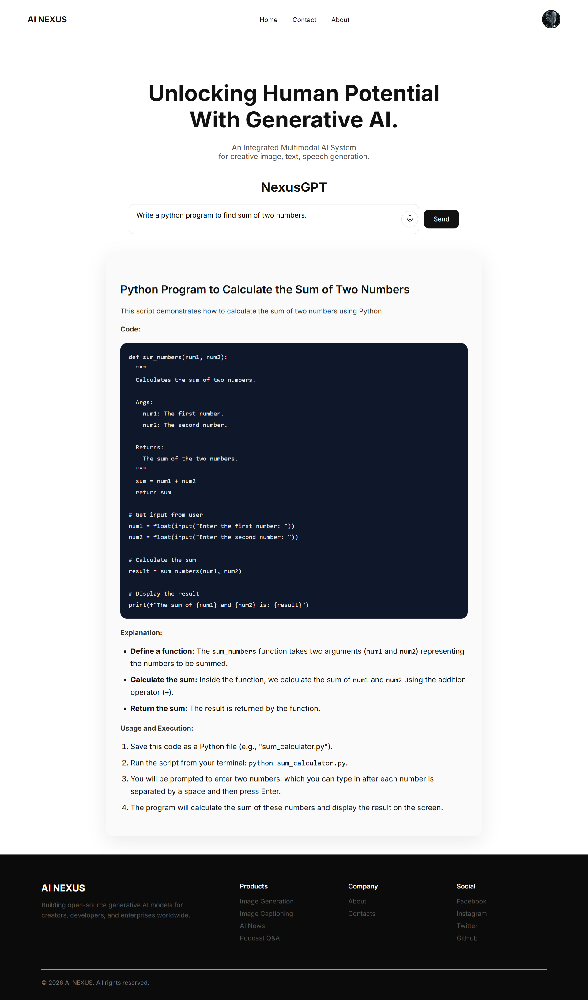 AI NEXUS
Home
Contact
About
Unlocking Human Potential
With Generative AI.
An Integrated Multimodal AI System
for creative image, text, speech generation.
NexusGPT
Write a python program to find sum of two numbers.
Send
Python Program to Calculate the Sum of Two Numbers
This script demonstrates how to calculate the sum of two numbers using Python.
Code:
def sum_numbers(num1, num2):
  """
  Calculates the sum of two numbers.

  Args:
    num1: The first number.
    num2: The second number.

  Returns:
    The sum of the two numbers.
  """
  sum = num1 + num2
  return sum

# Get input from user
num1 = float(input("Enter the first number: "))
num2 = float(input("Enter the second number: "))

# Calculate the sum
result = sum_numbers(num1, num2)

# Display the result
print(f"The sum of {num1} and {num2} is: {result}")
Explanation:
• Define a function: The sum_numbers function takes two arguments (num1 and num2) representing
the numbers to be summed.
• Calculate the sum: Inside the function, we calculate the sum of num1 and num2 using the addition
operator (+).
• Return the sum: The result is returned by the function.
Usage and Execution:
1. Save this code as a Python file (e.g., "sum_calculator.py").
2. Run the script from your terminal: python sum_calculator.py.
3. You will be prompted to enter two numbers, which you can type in after each number is
separated by a space and then press Enter.
4. The program will calculate the sum of these numbers and display the result on the screen.
AI NEXUS
Building open-source generative AI models for
creators, developers, and enterprises worldwide.
Products
Image Generation
Image Captioning
AI News
Podcast Q&A
Company
About
Contacts
Social
Facebook
Instagram
Twitter
GitHub
© 2026 AI NEXUS. All rights reserved.